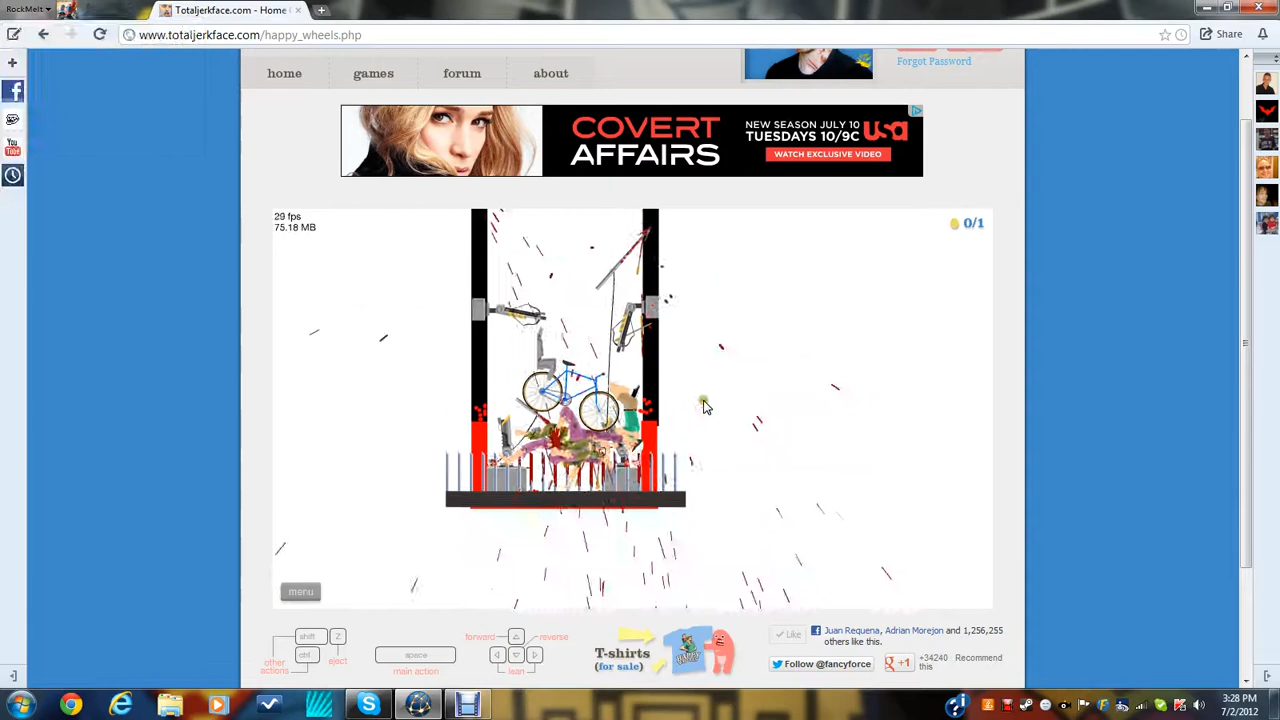 RockMelt
Totaljerkface.com - Home
www.totaljerkface.com/happy_wheels.php
Share
home
games
forum
about
Forgot Password
COVERT
AFFAIRS
NEW SEASON JULY 10
TUESDAYS 10/9C
usa
WATCH EXCLUSIVE VIDEO
You
Tube
29 fps
75.18 MB
0/1
menu
shift
Z
ctrl
other
actions
eject
space
main action
forward
reverse
lean
T-shirts
(for sale)
Like
Juan Requena, Adrian Morejon and 1,256,255
others like this.
Follow @fancyforce
g +1
+34240
Recommend
this
3:28 PM
7/2/2012